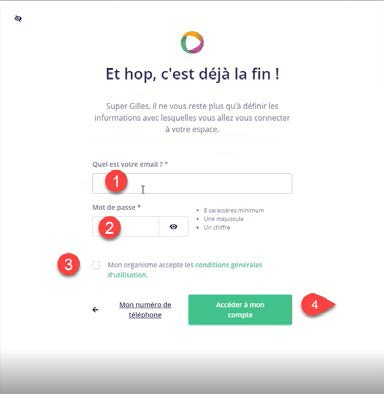 Et hop, c'est déjà la fin !
Super Gilles, il ne vous reste plus qu'à définir les
informations avec lesquelles vous allez vous connecter
à votre espace.
Quel est votre email ? *
1
Mot de passe *
2
8 caractères minimum
Une majuscule
Un chiffre
3
Mon organisme accepte les conditions générales
d'utilisation.
Mon numéro de
téléphone
Accéder à mon
compte
4